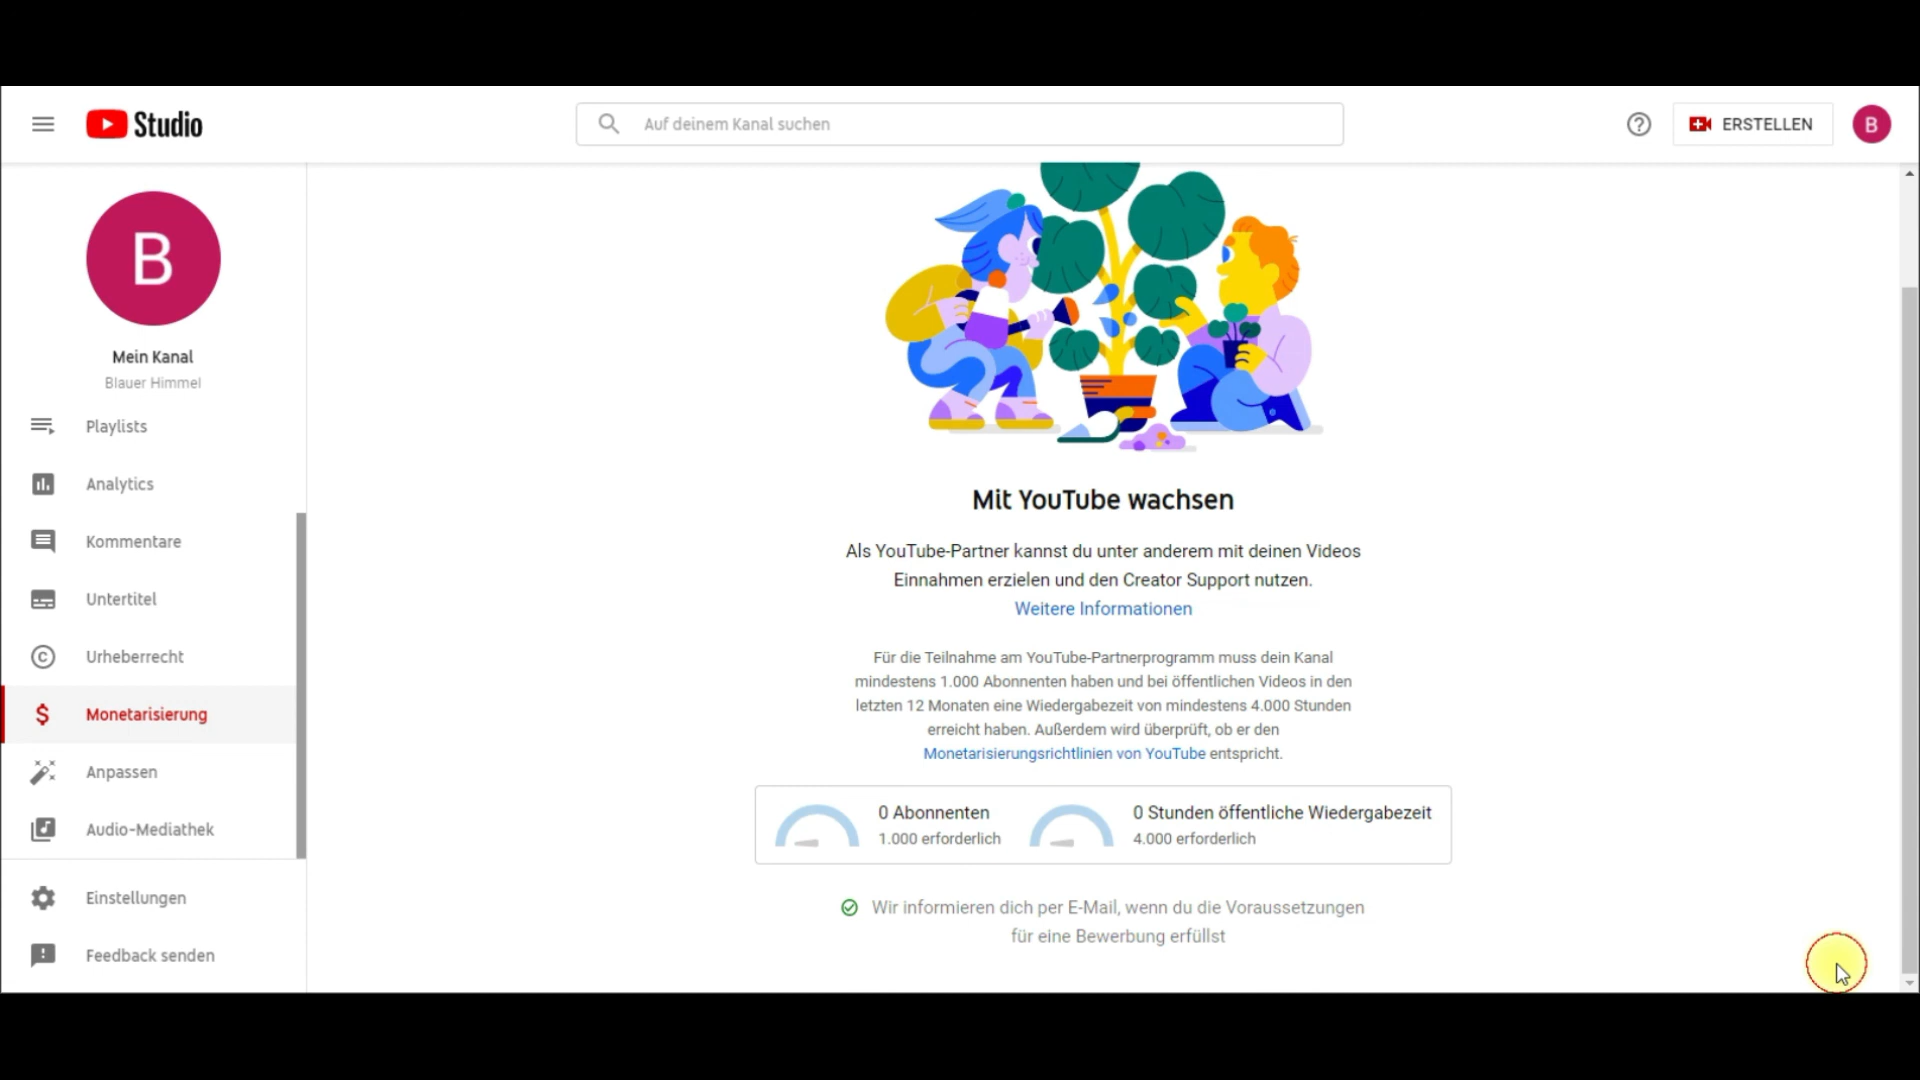 Studio
Auf deinem Kanal suchen
ERSTELLEN
B
B
Mein Kanal
Blauer Himmel
Playlists
Analytics
Kommentare
Untertitel
Urheberrecht
Monetarisierung
Anpassen
Audio-Mediathek
Einstellungen
Feedback senden
Mit YouTube wachsen
Als YouTube-Partner kannst du unter anderem mit deinen Videos
Einnahmen erzielen und den Creator Support nutzen.
Weitere Informationen
Für die Teilnahme am YouTube-Partnerprogramm muss dein Kanal
mindestens 1.000 Abonnenten haben und bei öffentlichen Videos in den
letzten 12 Monaten eine Wiedergabezeit von mindestens 4.000 Stunden
erreicht haben. Außerdem wird überprüft, ob er den
Monetarisierungsrichtlinien von YouTube entspricht.
0 Abonnenten
1.000 erforderlich
0 Stunden öffentliche Wiedergabezeit
4.000 erforderlich
Wir informieren dich per E-Mail, wenn du die Voraussetzungen
für eine Bewerbung erfüllst